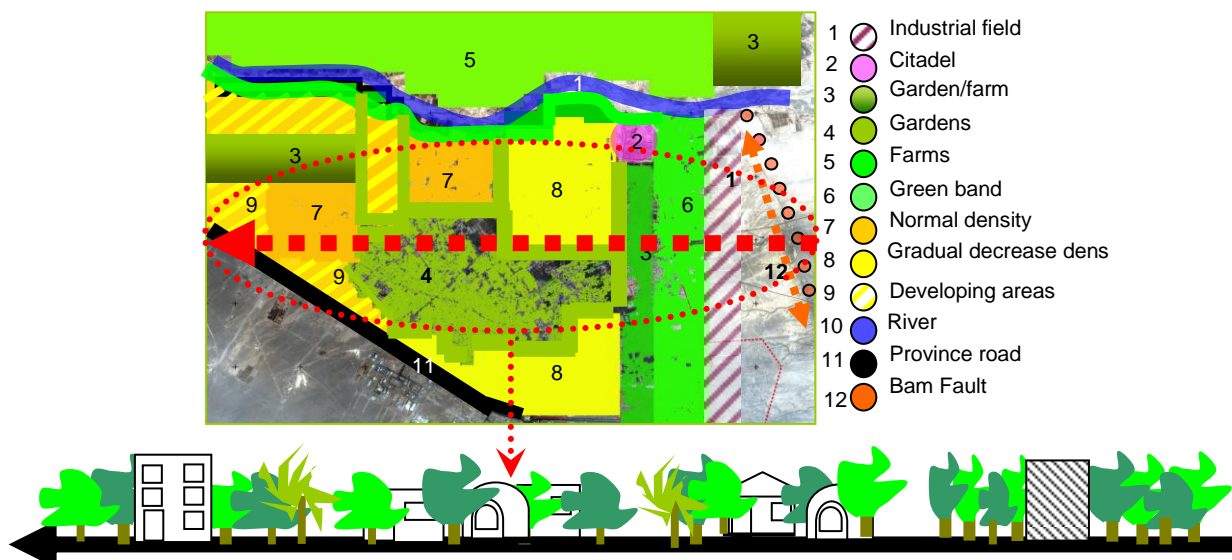 5
3
1
2
3
7
8
6
1
9
7
9
4
12
11
8
1 Industrial field
2 Citadel
3 Garden/farm
4 Gardens
5 Farms
6 Green band
7 Normal density
8 Gradual decrease dens
9 Developing areas
10 River
11 Province road
12 Bam Fault